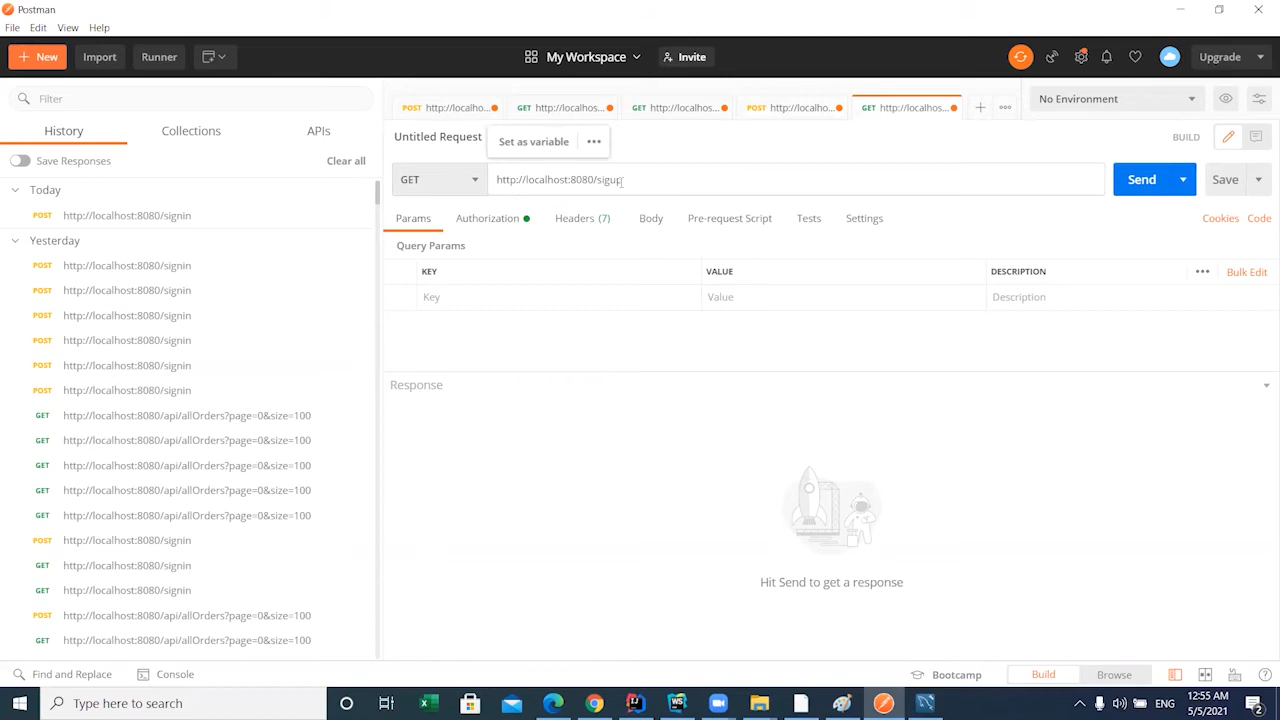 Postman
File Edit View Help
New Import Runner My Workspace Invite Upgrade
Filter
History Collections APIs
Save Responses Clear all
Today
POST http://localhost:8080/signin
Yesterday
POST http://localhost:8080/signin
POST http://localhost:8080/signin
POST http://localhost:8080/signin
POST http://localhost:8080/signin
POST http://localhost:8080/signin
POST http://localhost:8080/signin
GET http://localhost:8080/api/allOrders?page=0&size=100
GET http://localhost:8080/api/allOrders?page=0&size=100
GET http://localhost:8080/api/allOrders?page=0&size=100
GET http://localhost:8080/api/allOrders?page=0&size=100
GET http://localhost:8080/api/allOrders?page=0&size=100
POST http://localhost:8080/signin
GET http://localhost:8080/signin
GET http://localhost:8080/signin
POST http://localhost:8080/api/allOrders?page=0&size=100
GET http://localhost:8080/api/allOrders?page=0&size=100
POST http://localho... GET http://localhos... GET http://localhos... POST http://localho... GET http://localhos... No Environment
Untitled Request Set as variable BUILD
GET http://localhost:8080/sigup Send Save
Params Authorization Headers (7) Body Pre-request Script Tests Settings Cookies Code
Query Params
KEY VALUE DESCRIPTION Bulk Edit
Key Value Description
Response
Hit Send to get a response
Find and Replace Console Bootcamp Build Browse
Type here to search ENG 12:55 AM
5/5/2021 2